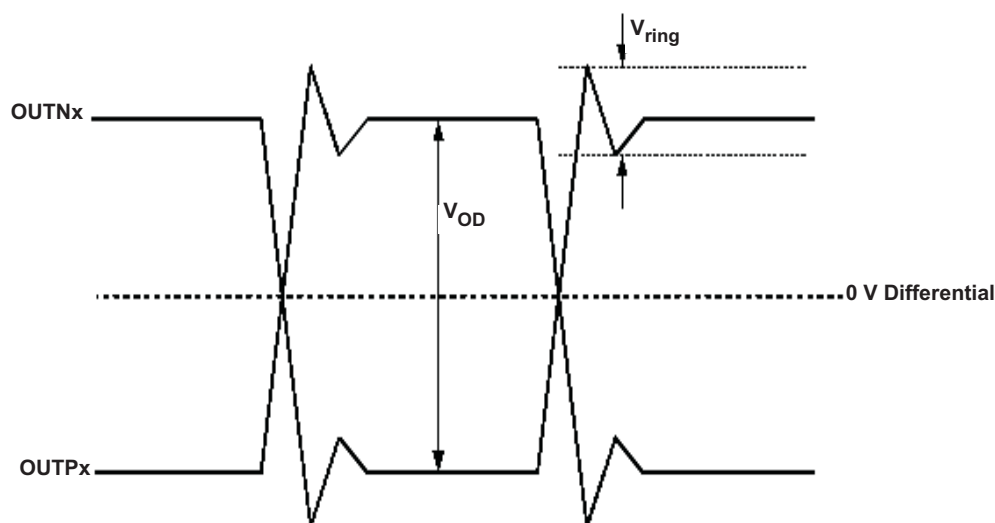 Vring
OUTNx
VOD
0 V Differential
OUTPx